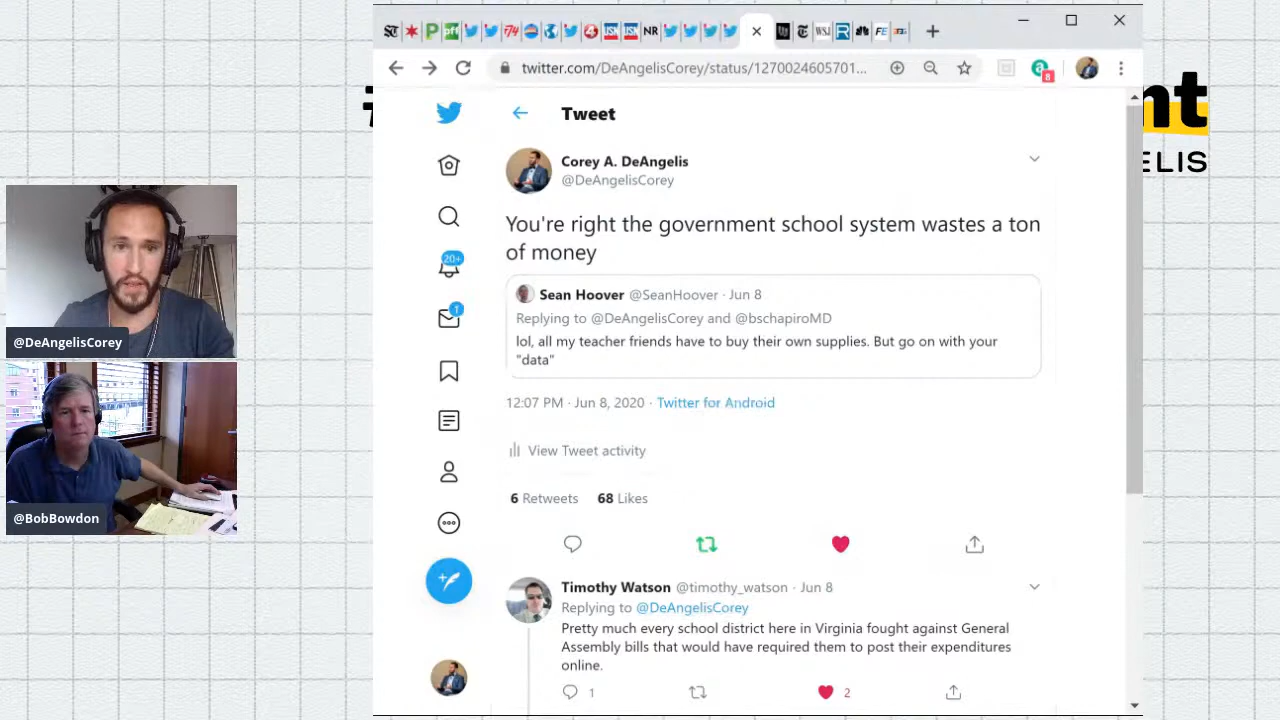 twitter.com/DeAngelisCorey/status/1270024605701...
8
Tweet
Corey A. DeAngelis
@DeAngelisCorey
You're right the government school system wastes a ton
of money
20+
1
Sean Hoover @SeanHoover · Jun 8
Replying to @DeAngelisCorey and @bschapiroMD
lol, all my teacher friends have to buy their own supplies. But go on with your
"data"
12:07 PM · Jun 8, 2020 · Twitter for Android
View Tweet activity
6 Retweets 68 Likes
Timothy Watson @timothy_watson · Jun 8
Replying to @DeAngelisCorey
Pretty much every school district here in Virginia fought against General
Assembly bills that would have required them to post their expenditures
online.
1
2
@DeAngelisCorey
@BobBowdon
nt
ELIS